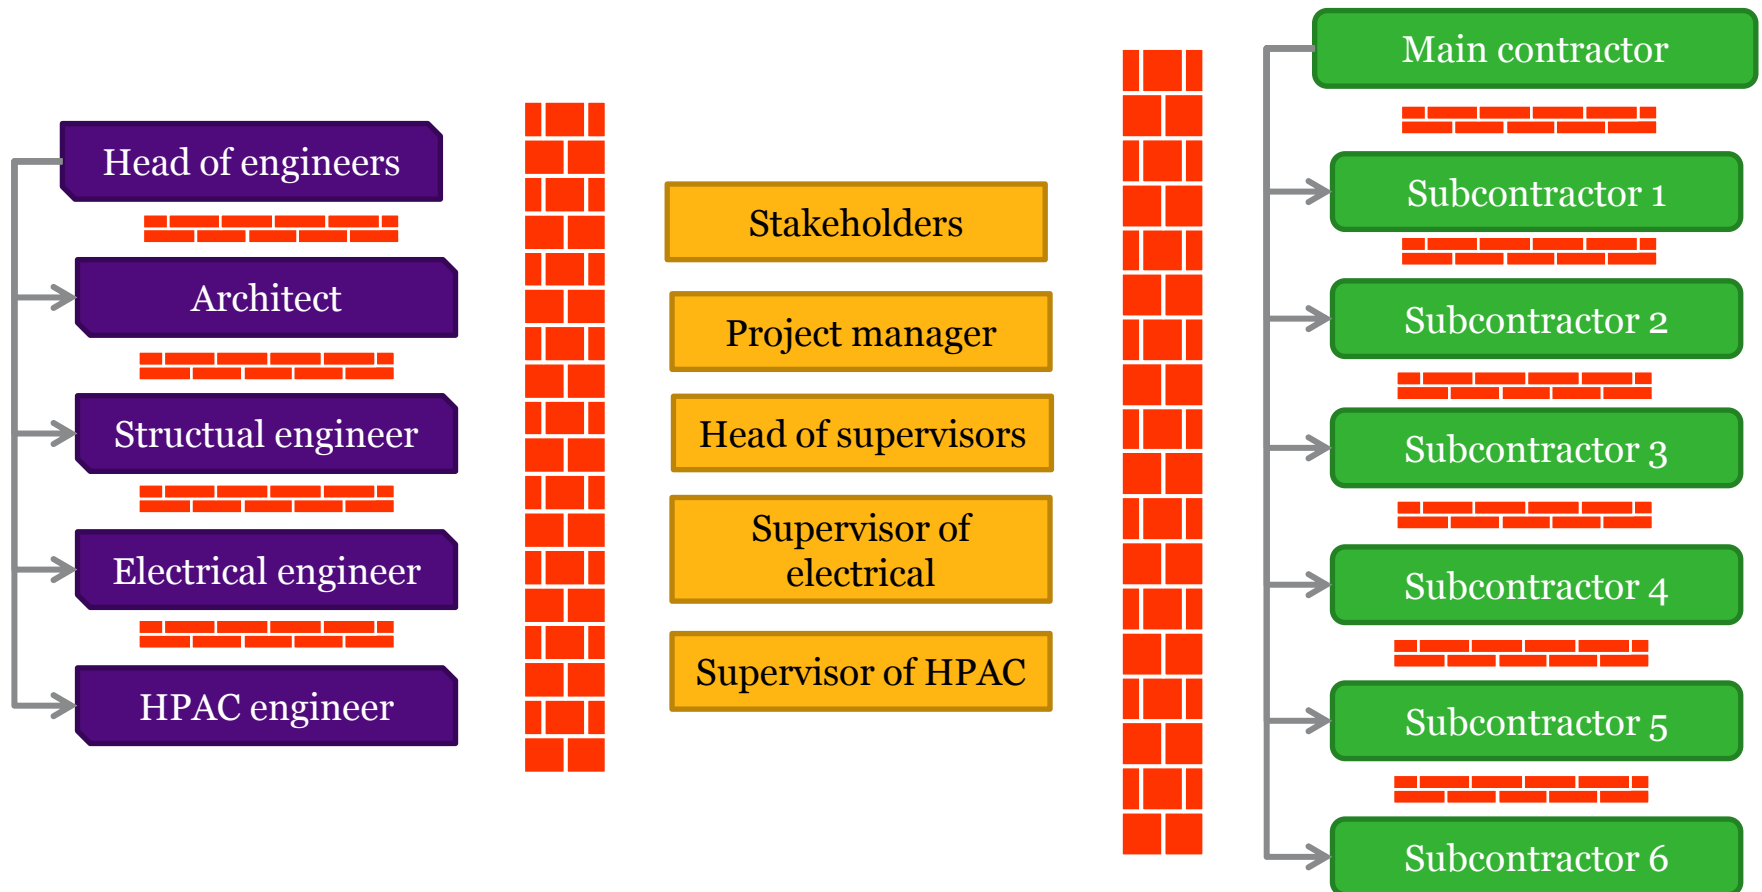 Head of engineers
Architect
Structual engineer
Electrical engineer
HPAC engineer
Stakeholders
Project manager
Head of supervisors
Supervisor of
electrical
Supervisor of HPAC
Main contractor
Subcontractor 1
Subcontractor 2
Subcontractor 3
Subcontractor 4
Subcontractor 5
Subcontractor 6